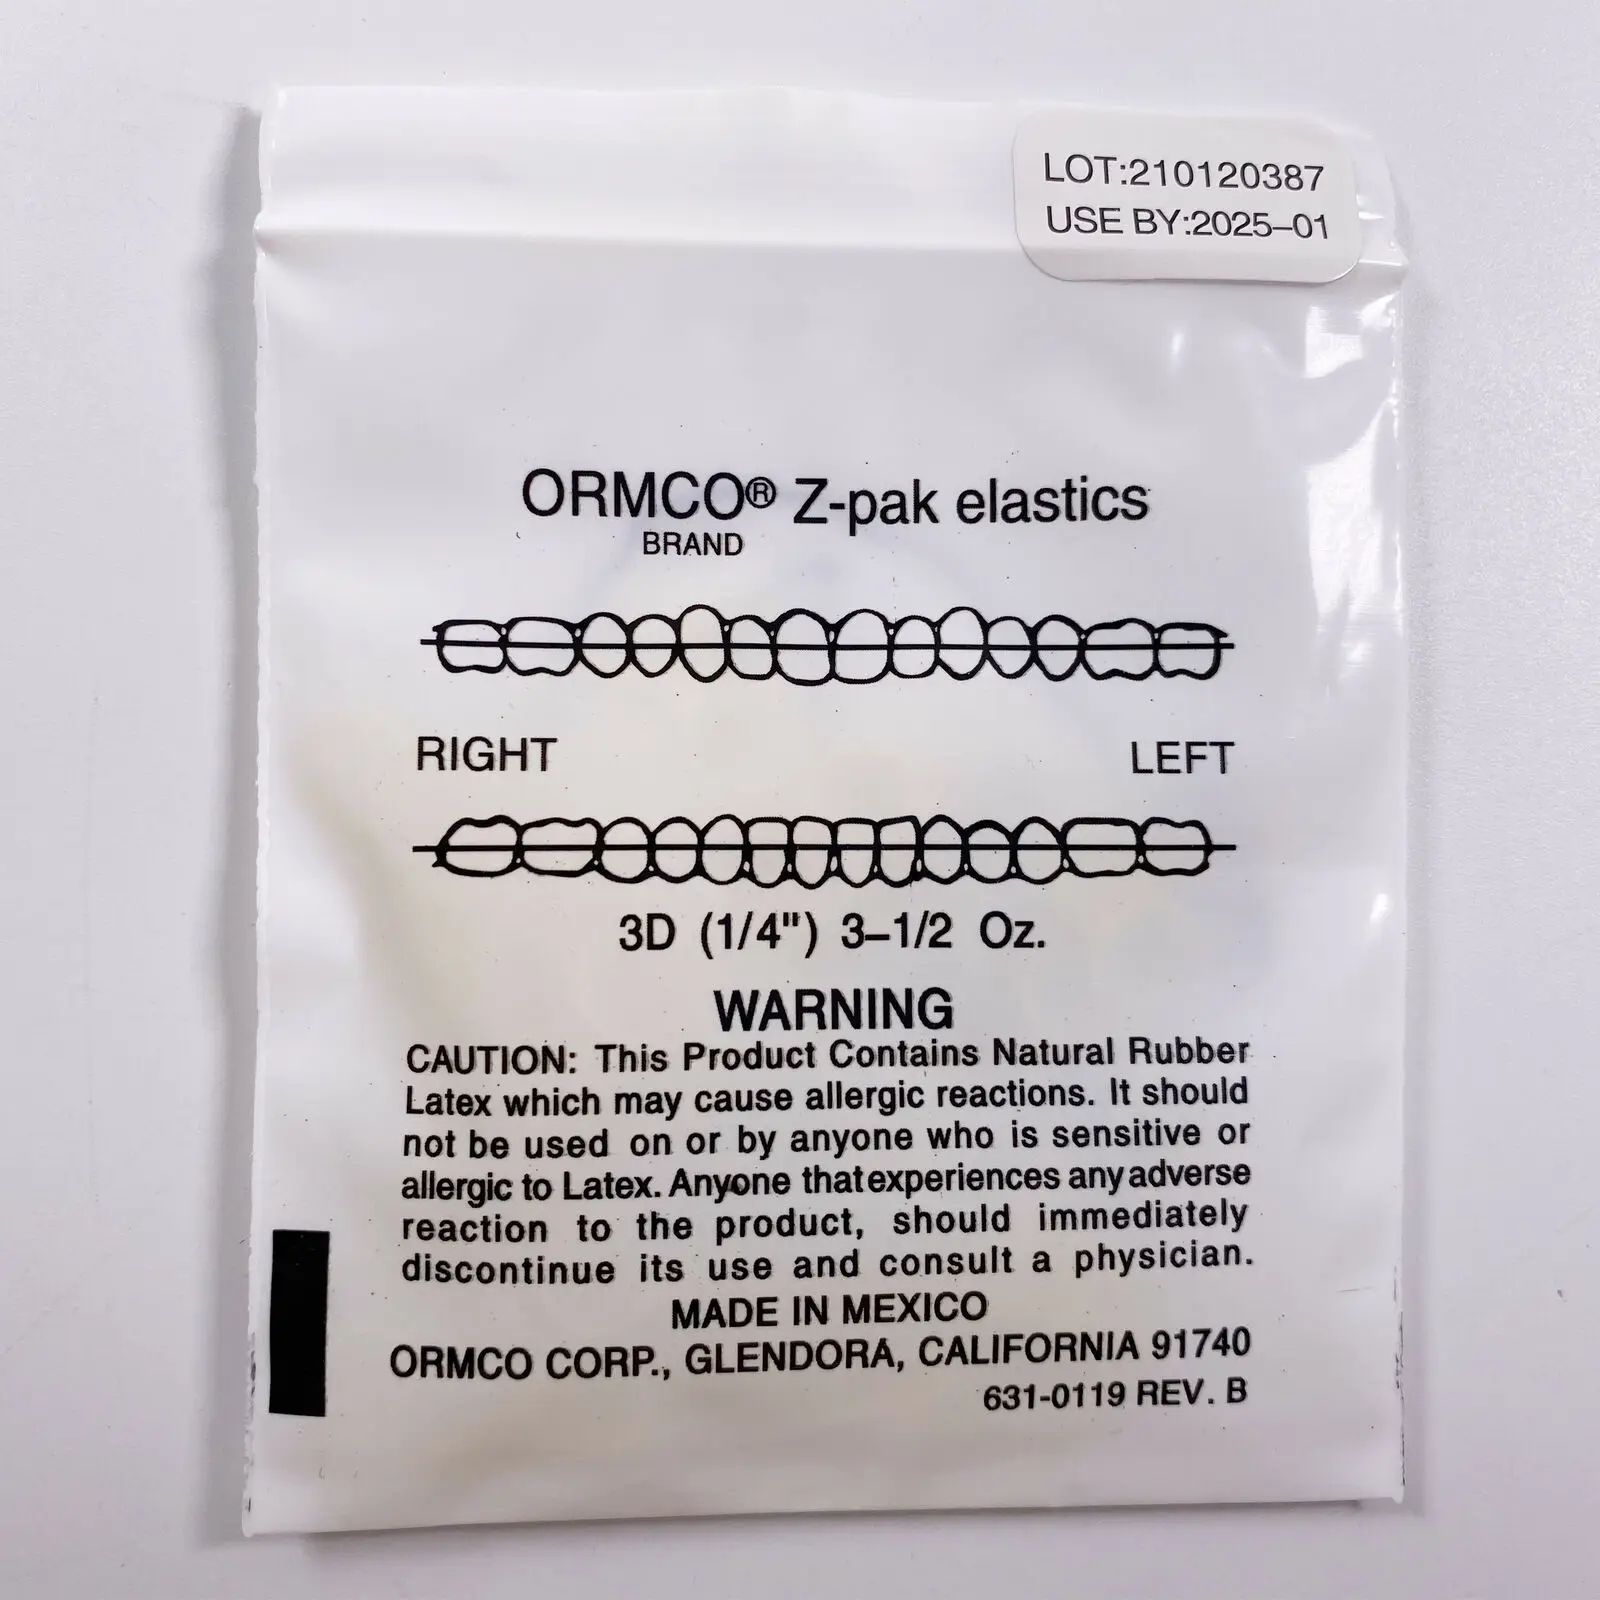 LOT:210120387
USE BY:2025–01
ORMCO® Z-pak elastics
BRAND
RIGHT LEFT
3D (1/4") 3–1/2 Oz.
WARNING
CAUTION: This Product Contains Natural Rubber
Latex which may cause allergic reactions. It should
not be used on or by anyone who is sensitive or
allergic to Latex. Anyone that experiences any adverse
reaction to the product, should immediately
discontinue its use and consult a physician.
MADE IN MEXICO
ORMCO CORP., GLENDORA, CALIFORNIA 91740
631-0119 REV. B